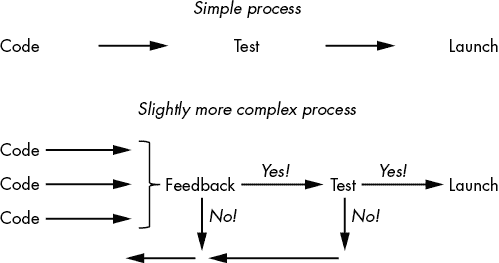 Simple process
Code Test Launch
Slightly more complex process
Code
Code Feedback Yes! Test Yes! Launch
Code No! No!